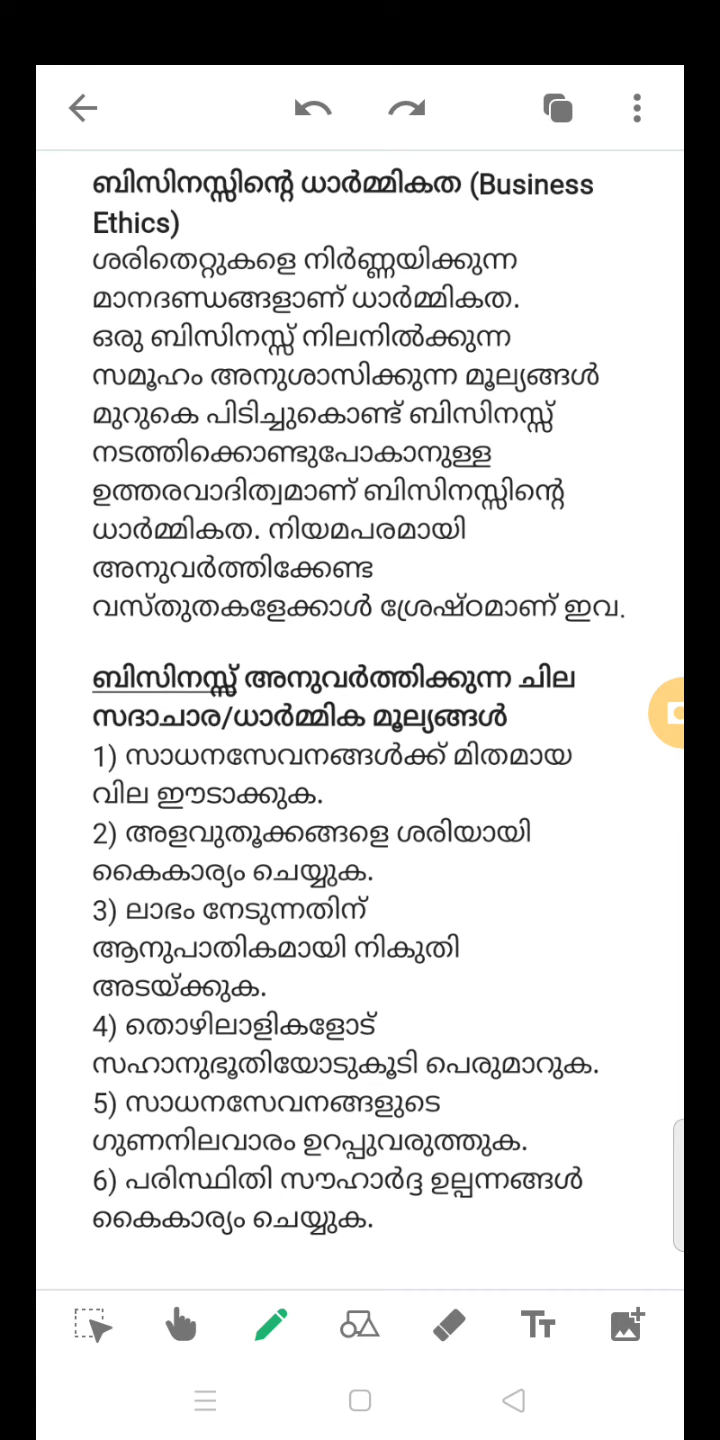 ബിസിനസ്സിന്റെ ധാർമ്മികത (Business
Ethics)
ശരിതെറ്റുകളെ നിർണ്ണയിക്കുന്ന
മാനദണ്ഡങ്ങളാണ് ധാർമ്മികത.
ഒരു ബിസിനസ്സ് നിലനിൽക്കുന്ന
സമൂഹം അനുശാസിക്കുന്ന മൂല്യങ്ങൾ
മുറുകെ പിടിച്ചുകൊണ്ട് ബിസിനസ്സ്
നടത്തിക്കൊണ്ടുപോകാനുള്ള
ഉത്തരവാദിത്വമാണ് ബിസിനസ്സിന്റെ
ധാർമ്മികത. നിയമപരമായി
അനുവർത്തിക്കേണ്ട
വസ്തുതകളേക്കാൾ ശ്രേഷ്ഠമാണ് ഇവ.
ബിസിനസ്സ് അനുവർത്തിക്കുന്ന ചില
സദാചാര/ധാർമ്മിക മൂല്യങ്ങൾ
1) സാധനസേവനങ്ങൾക്ക് മിതമായ
വില ഈടാക്കുക.
2) അളവുതൂക്കങ്ങളെ ശരിയായി
കൈകാര്യം ചെയ്യുക.
3) ലാഭം നേടുന്നതിന്
ആനുപാതികമായി നികുതി
അടയ്ക്കുക.
4) തൊഴിലാളികളോട്
സഹാനുഭൂതിയോടുകൂടി പെരുമാറുക.
5) സാധനസേവനങ്ങളുടെ
ഗുണനിലവാരം ഉറപ്പുവരുത്തുക.
6) പരിസ്ഥിതി സൗഹാർദ്ദ ഉല്പന്നങ്ങൾ
കൈകാര്യം ചെയ്യുക.
Tт